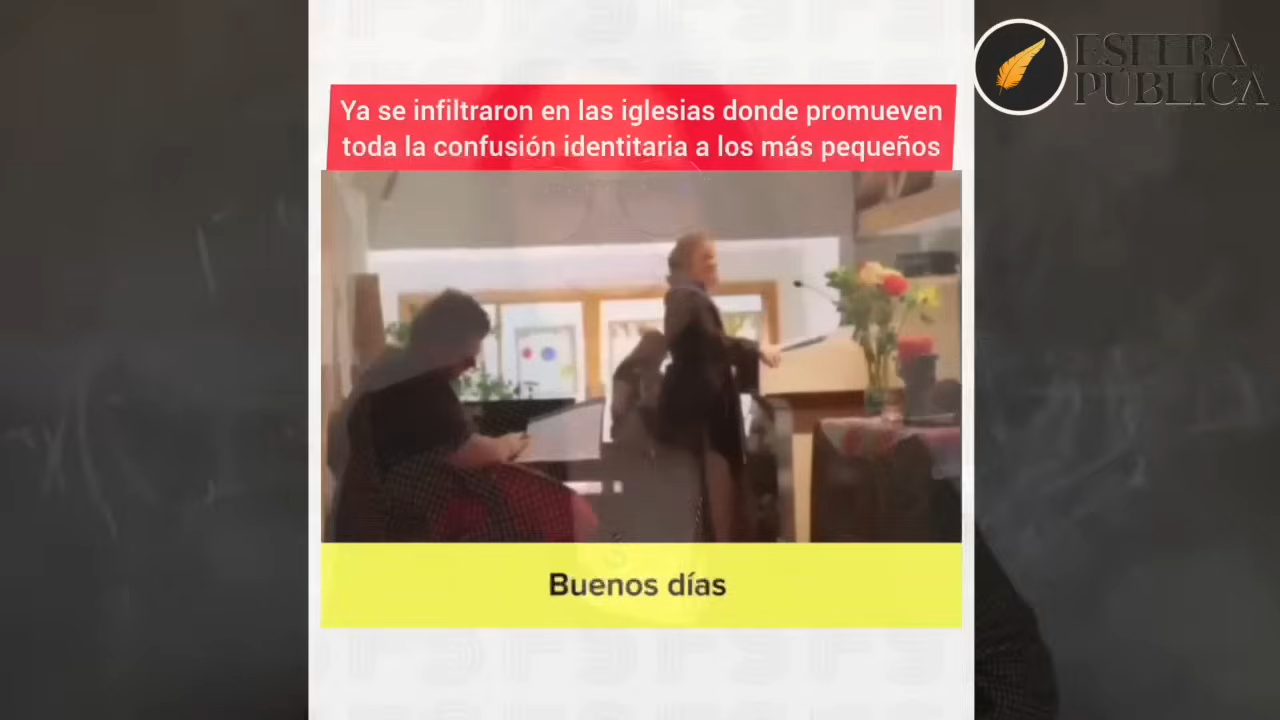 ESFERA
PÚBLICA
Ya se infiltraron en las iglesias donde promueven
toda la confusión identitaria a los más pequeños
Buenos días